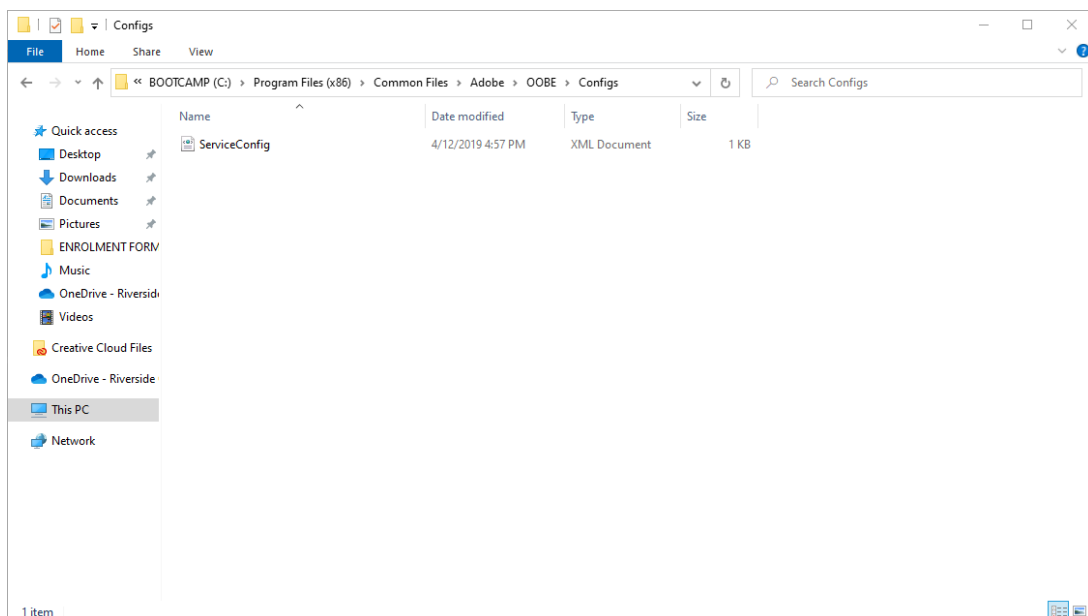 Configs
File Home Share View
« BOOTCAMP (C:) > Program Files (x86) > Common Files > Adobe > OOBE > Configs
Search Configs
Name Date modified Type Size
ServiceConfig 4/12/2019 4:57 PM XML Document 1 KB
Quick access
Desktop
Downloads
Documents
Pictures
ENROLMENT FORM
Music
OneDrive - Riverside
Videos
Creative Cloud Files
OneDrive - Riverside
This PC
Network
1 item